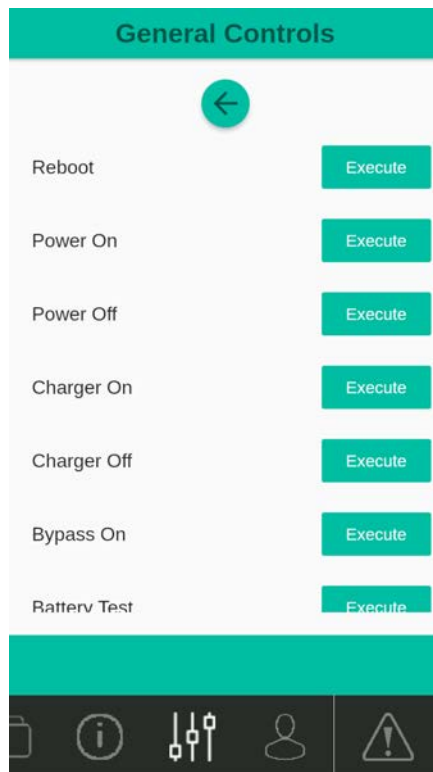 General Controls
Reboot Execute
Power On Execute
Power Off Execute
Charger On Execute
Charger Off Execute
Bypass On Execute
Battery Test Execute